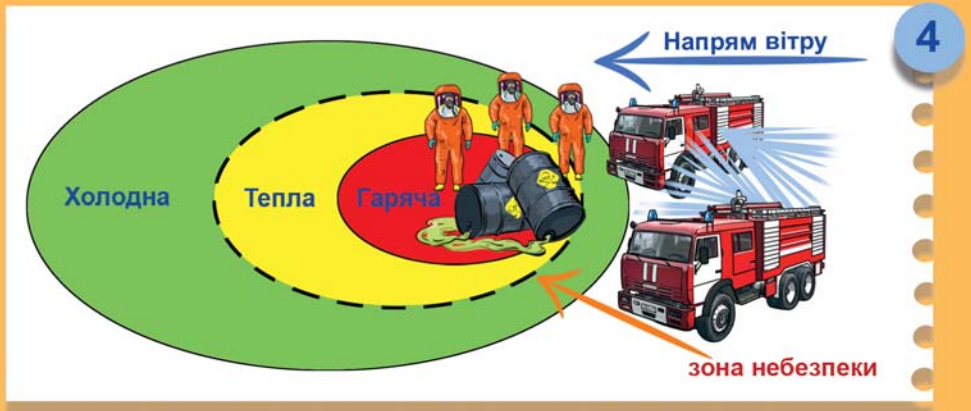 4
Напрям вітру
Холодна
Тепла
Гаряча
зона небезпеки